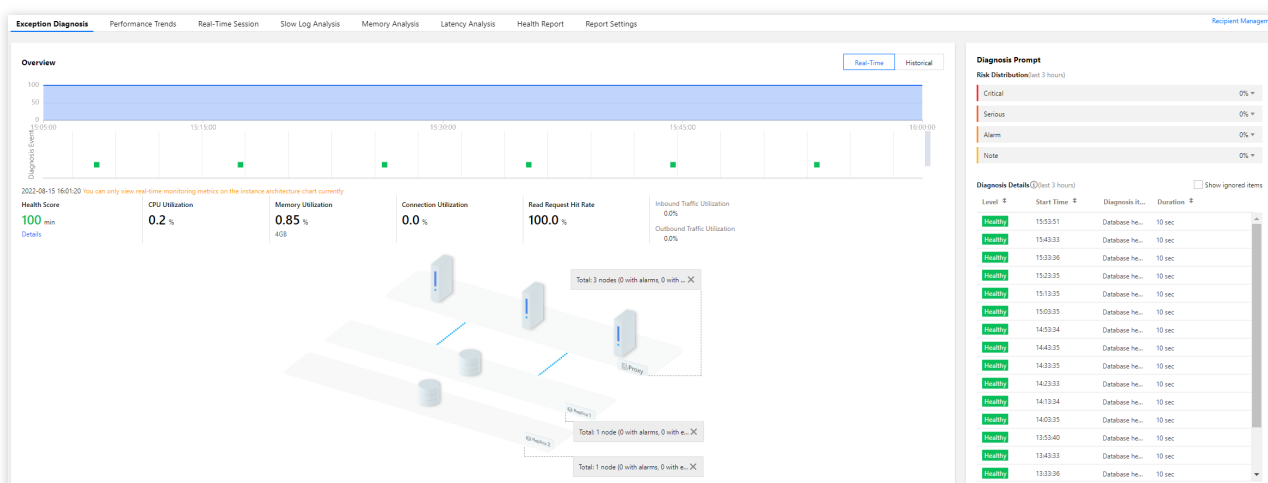 Exception Diagnosis Performance Trends Real-Time Session Slow Log Analysis Memory Analysis Latency Analysis Health Report Report Settings
Recipient Managem
Overview
Real-Time Historical
100
50
0
15:05:00 15:15:00 15:30:00 15:45:00 16:00:00
Diagnosis Event
2022-08-15 16:01:20 You can only view real-time monitoring metrics on the instance architecture chart currently
Health Score
100 min
Details
CPU Utilization
0.2 %
Memory Utilization
0.85 %
4GB
Connection Utilization
0.0 %
Read Request Hit Rate
100.0 %
Inbound Traffic Utilization
0.0%
Outbound Traffic Utilization
0.0%
Total: 3 nodes (0 with alarms, 0 with ...
Proxy
Replica 1
Total: 1 node (0 with alarms, 0 with e...
Replica 2
Total: 1 node (0 with alarms, 0 with e...
Diagnosis Prompt
Risk Distribution(last 3 hours)
Critical 0%
Serious 0%
Alarm 0%
Note 0%
Diagnosis Details (last 3 hours) Show ignored items
Level Start Time Diagnosis it... Duration
Healthy 15:53:51 Database he... 10 sec
Healthy 15:43:33 Database he... 10 sec
Healthy 15:33:36 Database he... 10 sec
Healthy 15:23:35 Database he... 10 sec
Healthy 15:13:35 Database he... 10 sec
Healthy 15:03:35 Database he... 10 sec
Healthy 14:53:34 Database he... 10 sec
Healthy 14:43:35 Database he... 10 sec
Healthy 14:33:35 Database he... 10 sec
Healthy 14:23:33 Database he... 10 sec
Healthy 14:13:34 Database he... 10 sec
Healthy 14:03:35 Database he... 10 sec
Healthy 13:53:40 Database he... 10 sec
Healthy 13:43:33 Database he... 10 sec
Healthy 13:33:36 Database he... 10 sec